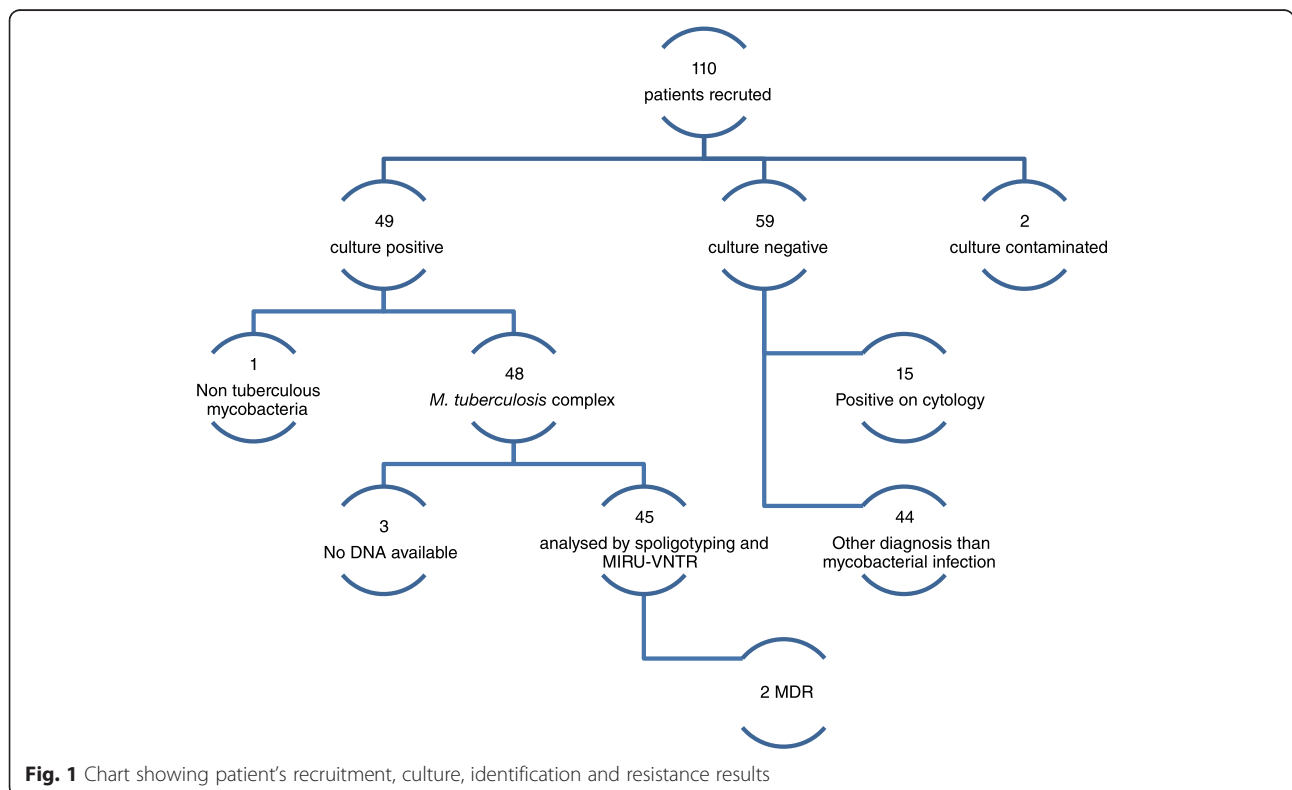 110
patients recruted
49
culture positive
59
culture negative
2
culture contaminated
1
Non tuberculous
mycobacteria
48
M. tuberculosis complex
15
Positive on cytology
3
No DNA available
45
analysed by spoligotyping and
MIRU-VNTR
44
Other diagnosis than
mycobacterial infection
2 MDR
Fig. 1 Chart showing patient's recruitment, culture, identification and resistance results